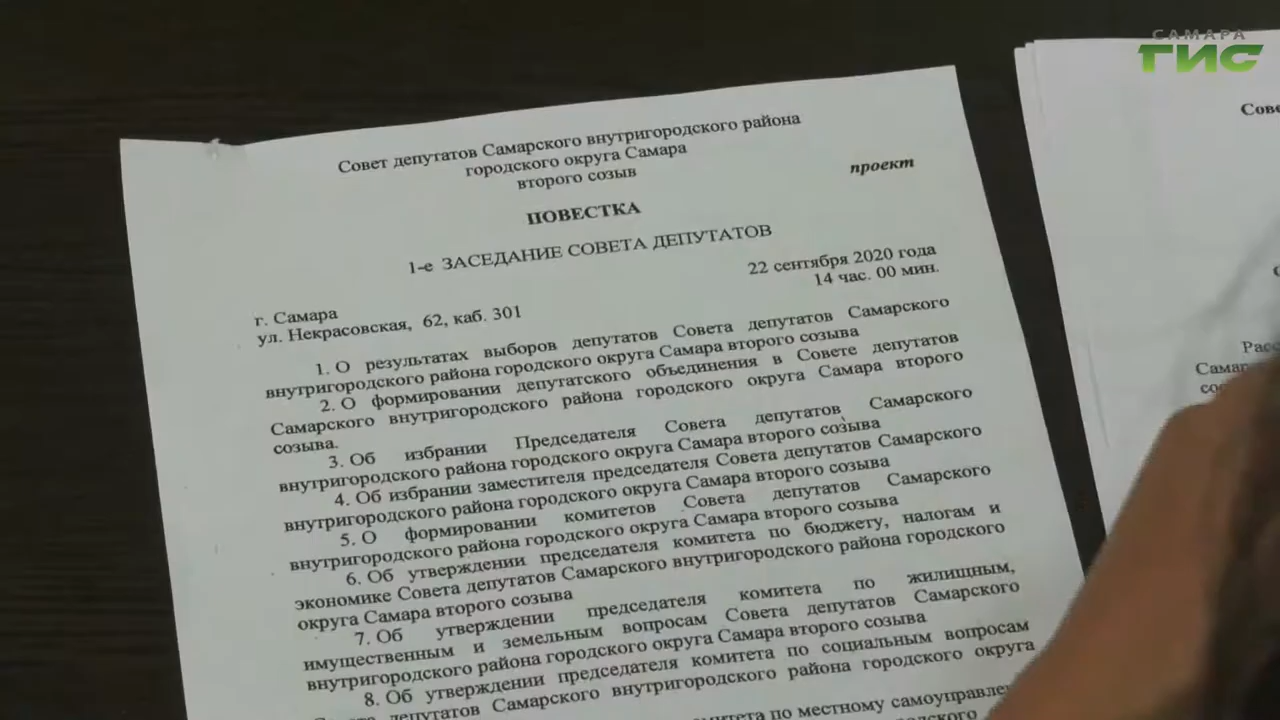 САМАРА
ГИС
Совет депутатов Самарского внутригородского района
городского округа Самара
второго созыв
проект
ПОВЕСТКА
1-е ЗАСЕДАНИЕ СОВЕТА ДЕПУТАТОВ
22 сентября 2020 года
14 час. 00 мин.
г. Самара
ул. Некрасовская, 62, каб. 301
1. О результатах выборов депутатов Совета депутатов Самарского
внутригородского района городского округа Самара второго созыва
2. О формировании депутатского объединения в Совете депутатов
Самарского внутригородского района городского округа Самара второго
созыва.
3. Об избрании Председателя Совета депутатов Самарского
внутригородского района городского округа Самара второго созыва
4. Об избрании заместителя председателя Совета депутатов Самарского
внутригородского района городского округа Самара второго созыва
5. О формировании комитетов Совета депутатов Самарского
внутригородского района городского округа Самара второго созыва
6. Об утверждении председателя комитета по бюджету, налогам и
экономике Совета депутатов Самарского внутригородского района городского
округа Самара второго созыва
7. Об утверждении председателя комитета по жилищным,
имущественным и земельным вопросам Совета депутатов Самарского
внутригородского района городского округа Самара второго созыва
8. Об утверждении председателя комитета по социальным вопросам
Совета депутатов Самарского внутригородского района городского округа
комитета по местному самоуправлен
Сове
Расс
Самар